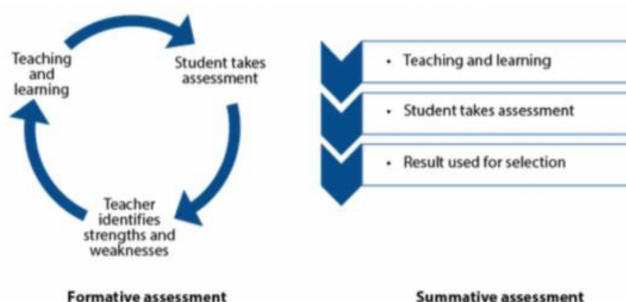 Teaching
and
learning
Student takes
assessment
Teacher
identifies
strengths and
weaknesses
Formative assessment
• Teaching and learning
• Student takes assessment
• Result used for selection
Summative assessment